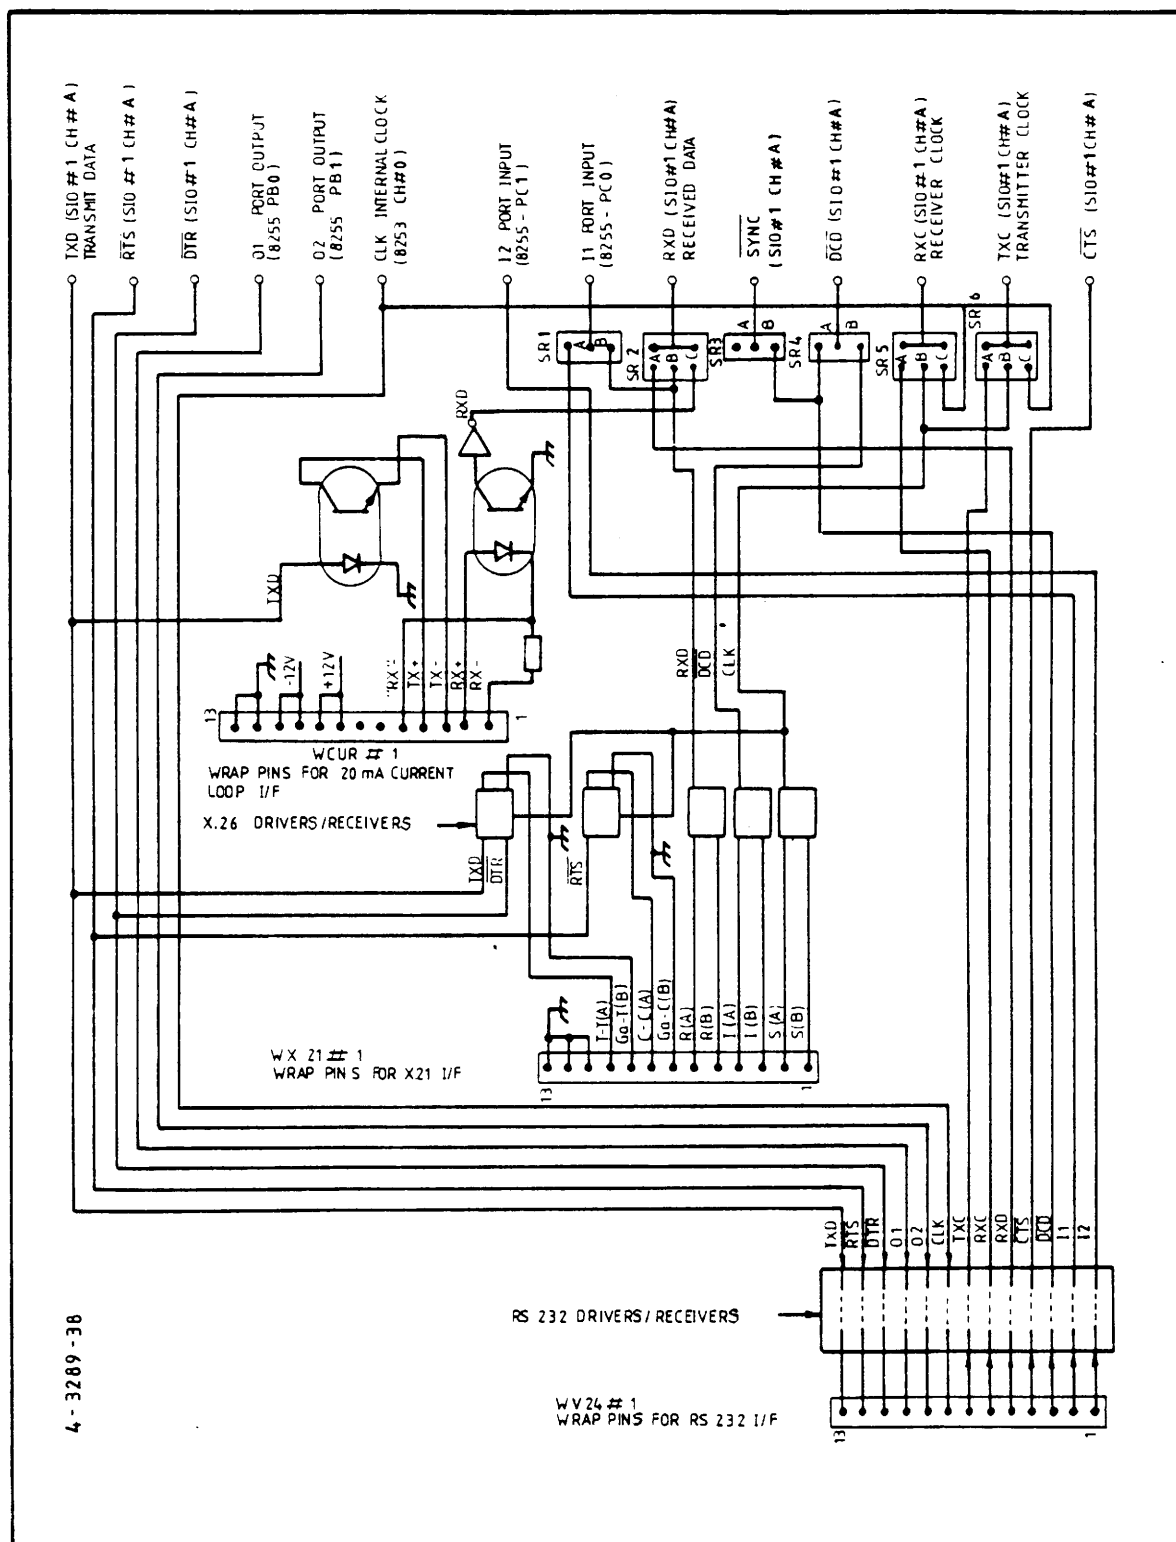 TXD (SIO #1 CH # A)
TRANSMIT DATA
RTS (SIO #1 CH # A)
DTR (SIO #1 CH#A)
O1 PORT OUTPUT
(8255 PB0)
O2 PORT OUTPUT
(8255 PB1)
CLK INTERNAL CLOCK
(8253 CH#0)
I2 PORT INPUT
(8255 - PC1)
I1 PORT INPUT
(8255 - PC0)
RXD (SIO#1 CH#A)
RECEIVED DATA
SYNC
(SIO#1 CH#A)
DCD (SIO#1 CH#A)
RXC (SIO#1 CH#A)
RECEIVER CLOCK
TXC (SIO#1 CH#A)
TRANSMITTER CLOCK
CTS (SIO#1 CH#A)
SR1
A
B
SR2
A
B
C
SR3
A
B
SR4
A
B
SR5
A
B
C
SR6
A
B
C
RXD
TXD
13
-12V
+12V
"RX"
TX+
TX-
RX+
RX-
1
WCUR # 1
WRAP PINS FOR 20 mA CURRENT
LOOP I/F
X.26 DRIVERS/RECEIVERS
TXD
DTR
RTS
RXD
DCD
CLK
T-T(A)
Ga-T(B)
C-C(A)
Ga-C(B)
R(A)
R(B)
I(A)
I(B)
S(A)
S(B)
13
1
WX 21 # 1
WRAP PINS FOR X21 I/F
TXD
RTS
DTR
O1
O2
CLK
TXC
RXC
RXD
CTS
DCD
I1
I2
RS 232 DRIVERS/RECEIVERS
WV24 # 1
WRAP PINS FOR RS 232 I/F
13
1
4-3289-38